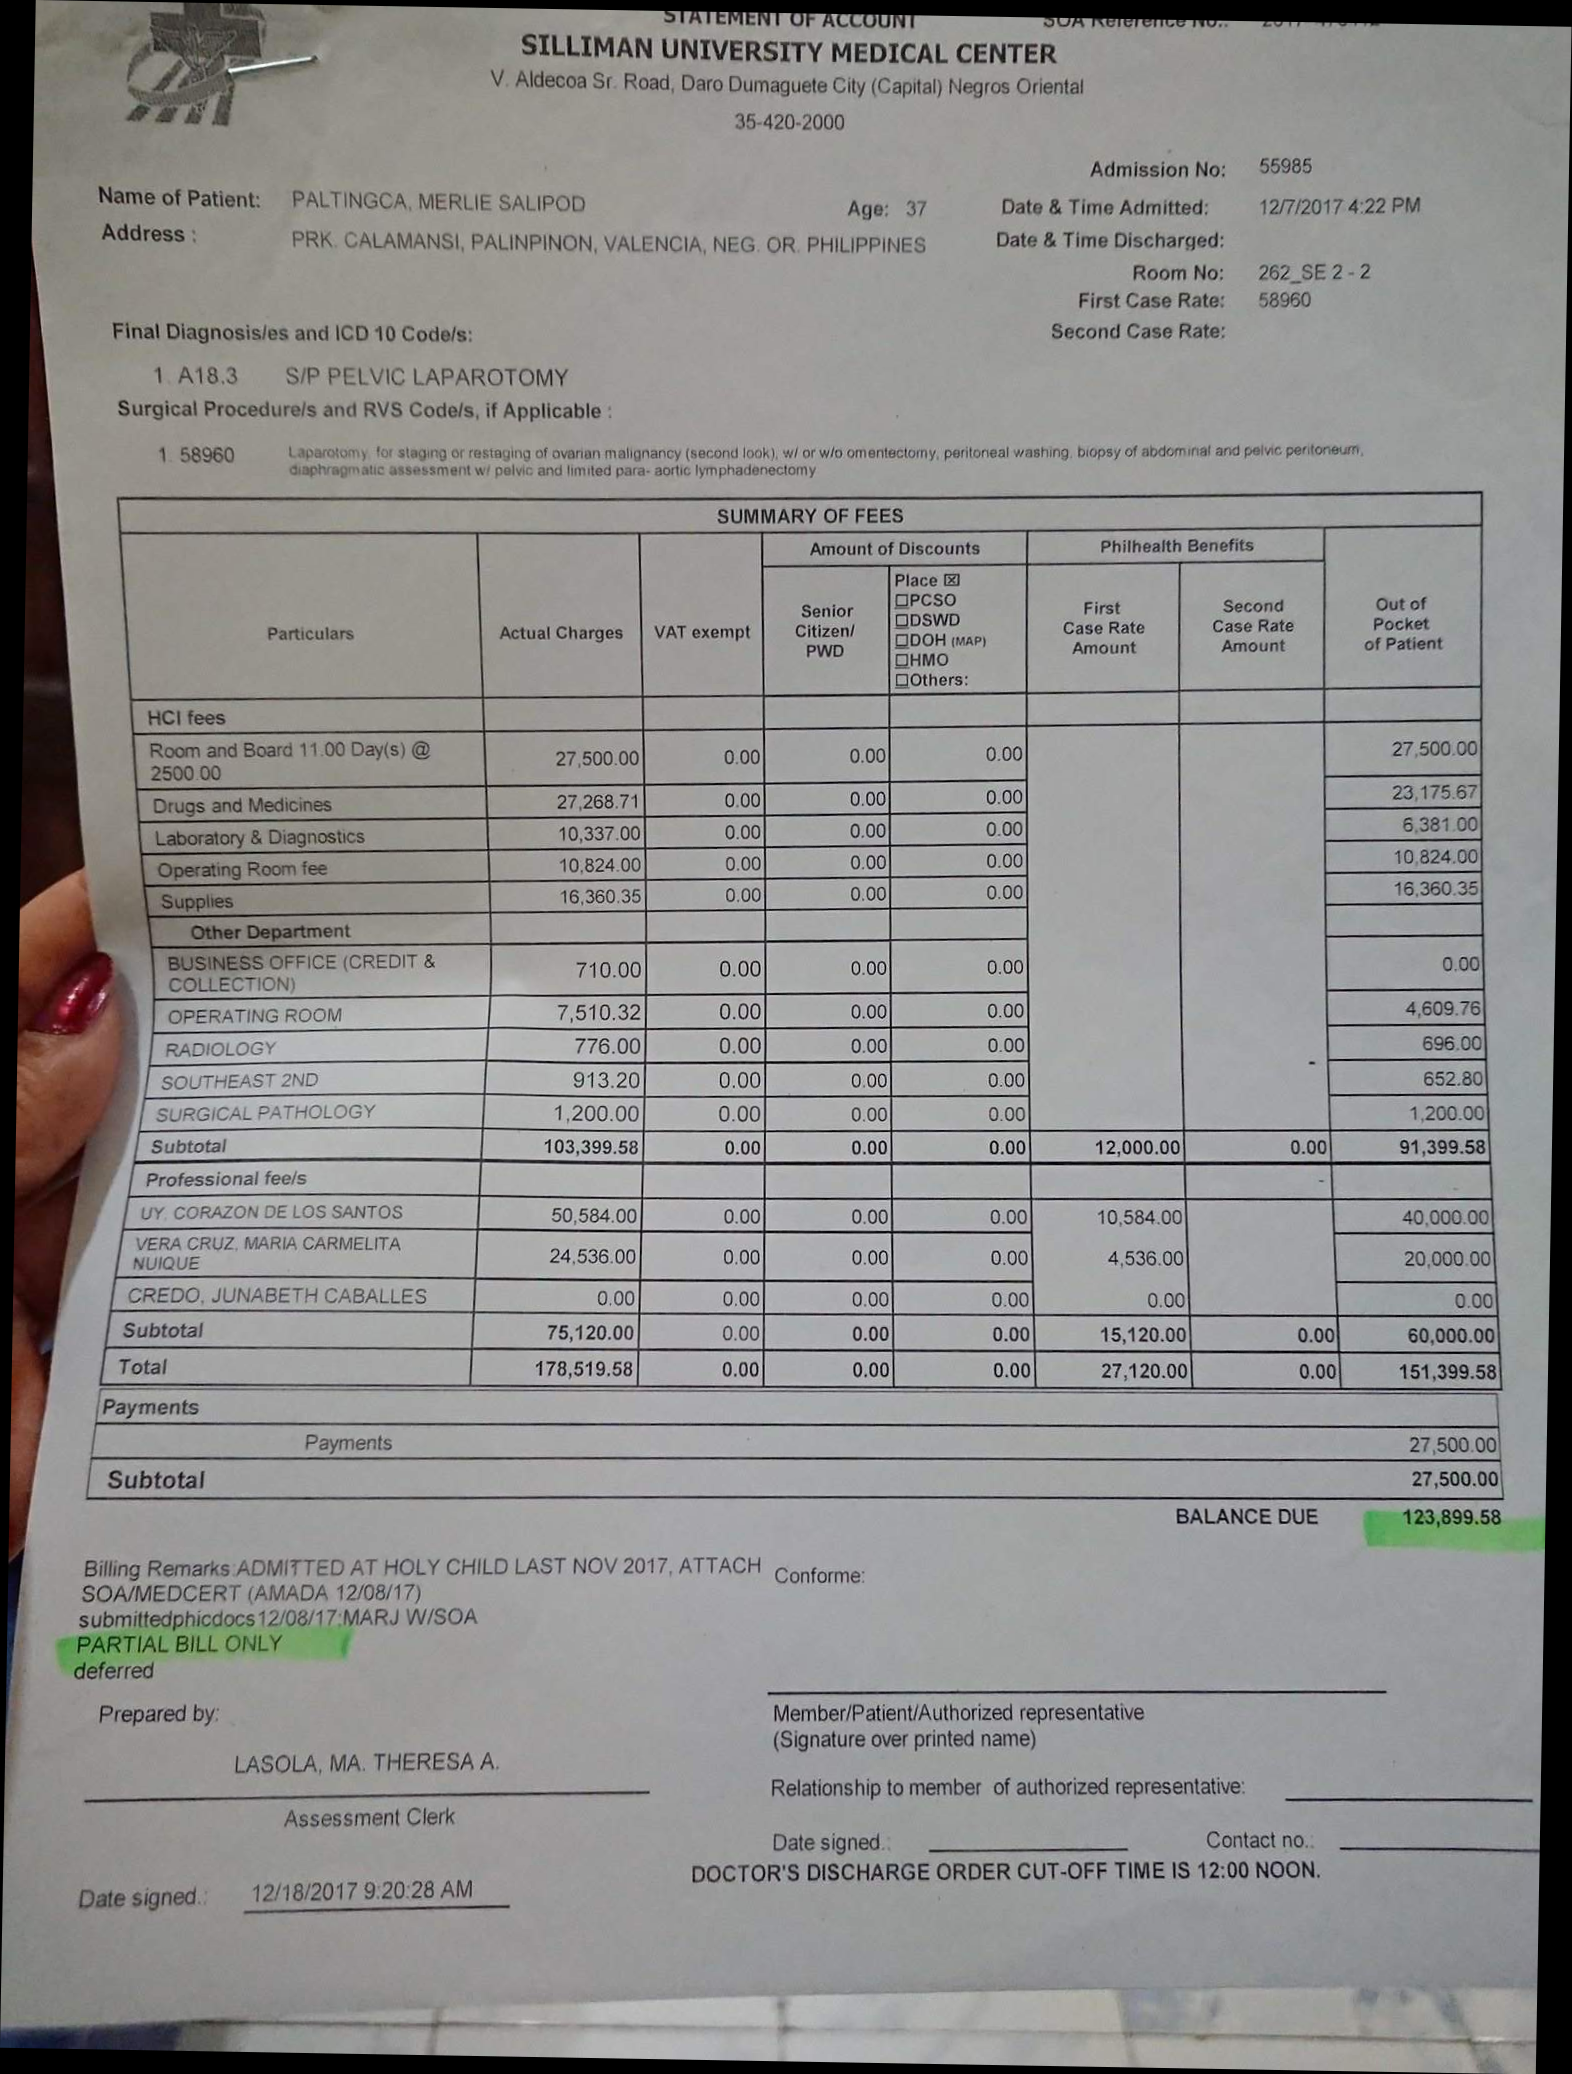 STATEMENT OF ACCOUNT SOA Reference No.:
SILLIMAN UNIVERSITY MEDICAL CENTER
V. Aldecoa Sr. Road, Daro Dumaguete City (Capital) Negros Oriental
35-420-2000
Admission No: 55985
Name of Patient: PALTINGCA, MERLIE SALIPOD Age: 37 Date & Time Admitted: 12/7/2017 4:22 PM
Address : PRK. CALAMANSI, PALINPINON, VALENCIA, NEG. OR. PHILIPPINES Date & Time Discharged:
Room No: 262_SE 2 - 2
First Case Rate: 58960
Final Diagnosis/es and ICD 10 Code/s: Second Case Rate:
1. A18.3 S/P PELVIC LAPAROTOMY
Surgical Procedure/s and RVS Code/s, if Applicable :
1. 58960 Laparotomy, for staging or restaging of ovarian malignancy (second look), w/ or w/o omentectomy, peritoneal washing, biopsy of abdominal and pelvic peritoneum,
diaphragmatic assessment w/ pelvic and limited para- aortic lymphadenectomy
SUMMARY OF FEES
Particulars Actual Charges VAT exempt Amount of Discounts Philhealth Benefits Out of Pocket of Patient
Senior Citizen/ PWD
Place ☒
☐PCSO
☐DSWD
☐DOH (MAP)
☐HMO
☐Others:
First Case Rate Amount
Second Case Rate Amount
HCI fees
Room and Board 11.00 Day(s) @
2500.00 27,500.00 0.00 0.00 0.00 27,500.00
Drugs and Medicines 27,268.71 0.00 0.00 0.00 23,175.67
Laboratory & Diagnostics 10,337.00 0.00 0.00 0.00 6,381.00
Operating Room fee 10,824.00 0.00 0.00 0.00 10,824.00
Supplies 16,360.35 0.00 0.00 0.00 16,360.35
Other Department
BUSINESS OFFICE (CREDIT &
COLLECTION) 710.00 0.00 0.00 0.00 0.00
OPERATING ROOM 7,510.32 0.00 0.00 0.00 4,609.76
RADIOLOGY 776.00 0.00 0.00 0.00 696.00
SOUTHEAST 2ND 913.20 0.00 0.00 0.00 652.80
SURGICAL PATHOLOGY 1,200.00 0.00 0.00 0.00 1,200.00
Subtotal 103,399.58 0.00 0.00 0.00 12,000.00 0.00 91,399.58
Professional fee/s
UY, CORAZON DE LOS SANTOS 50,584.00 0.00 0.00 0.00 10,584.00 40,000.00
VERA CRUZ, MARIA CARMELITA
NUIQUE 24,536.00 0.00 0.00 0.00 4,536.00 20,000.00
CREDO, JUNABETH CABALLES 0.00 0.00 0.00 0.00 0.00 0.00
Subtotal 75,120.00 0.00 0.00 0.00 15,120.00 0.00 60,000.00
Total 178,519.58 0.00 0.00 0.00 27,120.00 0.00 151,399.58
Payments
Payments 27,500.00
Subtotal 27,500.00
BALANCE DUE 123,899.58
Billing Remarks:ADMITTED AT HOLY CHILD LAST NOV 2017, ATTACH Conforme:
SOA/MEDCERT (AMADA 12/08/17)
submittedphicdocs12/08/17:MARJ W/SOA
PARTIAL BILL ONLY
deferred
Prepared by: Member/Patient/Authorized representative
(Signature over printed name)
LASOLA, MA. THERESA A.
Relationship to member of authorized representative:
Assessment Clerk
Date signed.: Contact no.:
DOCTOR'S DISCHARGE ORDER CUT-OFF TIME IS 12:00 NOON.
Date signed.: 12/18/2017 9:20:28 AM